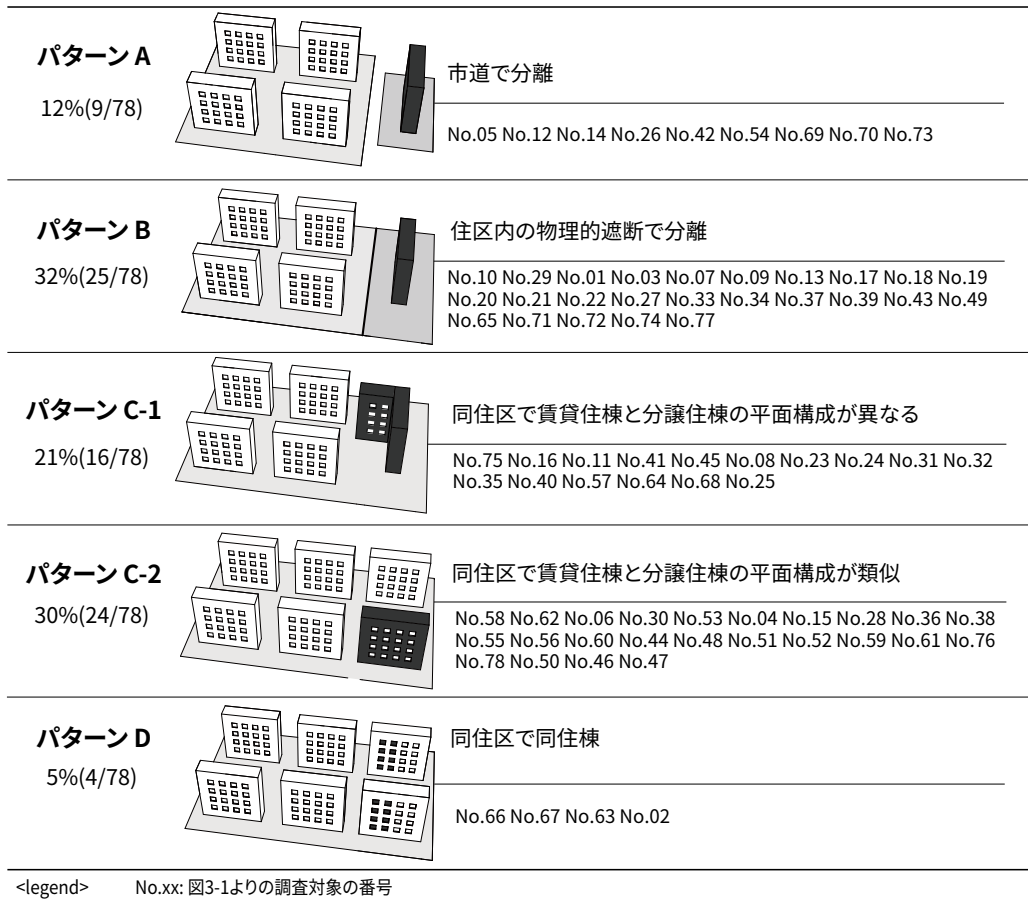 パターン A
12%(9/78)
市道で分離
No.05 No.12 No.14 No.26 No.42 No.54 No.69 No.70 No.73
パターン B
32%(25/78)
住区内の物理的遮断で分離
No.10 No.29 No.01 No.03 No.07 No.09 No.13 No.17 No.18 No.19
No.20 No.21 No.22 No.27 No.33 No.34 No.37 No.39 No.43 No.49
No.65 No.71 No.72 No.74 No.77
パターン C-1
21%(16/78)
同住区で賃貸住棟と分譲住棟の平面構成が異なる
No.75 No.16 No.11 No.41 No.45 No.08 No.23 No.24 No.31 No.32
No.35 No.40 No.57 No.64 No.68 No.25
パターン C-2
30%(24/78)
同住区で賃貸住棟と分譲住棟の平面構成が類似
No.58 No.62 No.06 No.30 No.53 No.04 No.15 No.28 No.36 No.38
No.55 No.56 No.60 No.44 No.48 No.51 No.52 No.59 No.61 No.76
No.78 No.50 No.46 No.47
パターン D
5%(4/78)
同住区で同住棟
No.66 No.67 No.63 No.02
<legend> No.xx: 図3-1よりの調査対象の番号